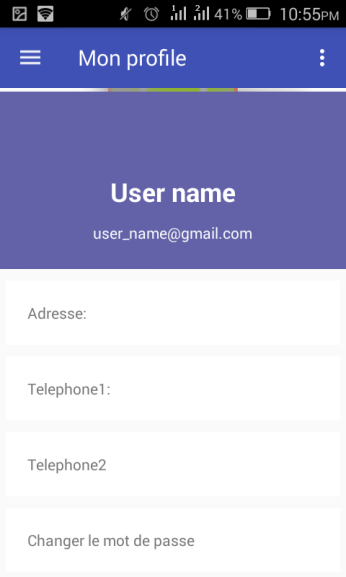 41% 10:55PM
Mon profile
User name
user_name@gmail.com
Adresse:
Telephone1:
Telephone2
Changer le mot de passe